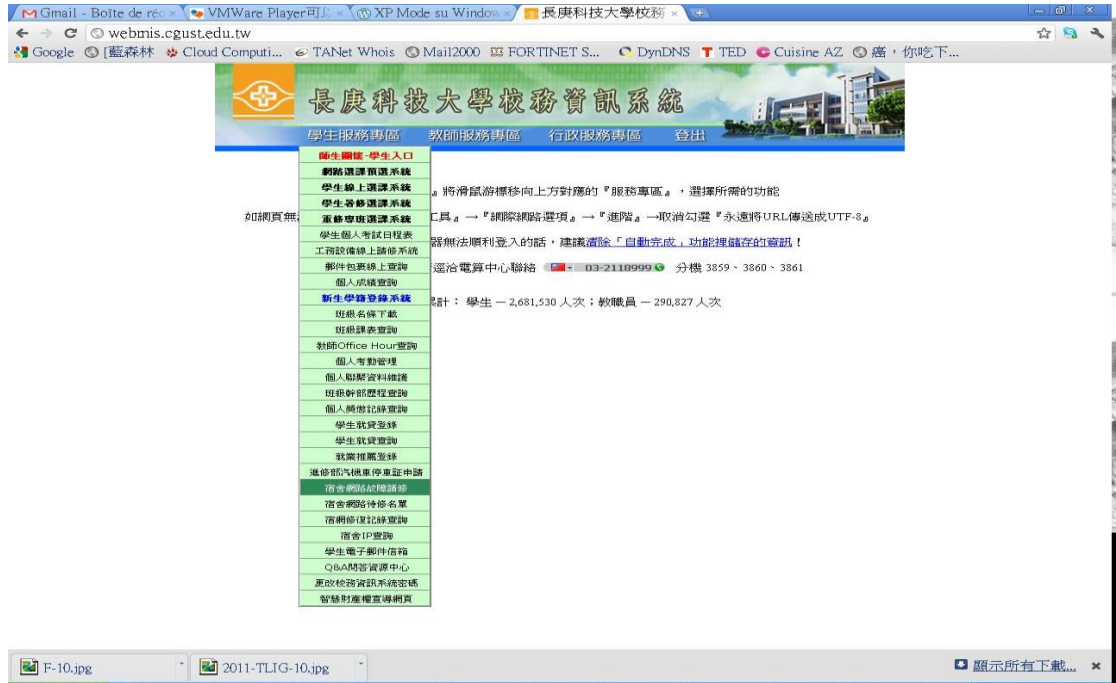 Gmail - Boîte de réc
VMWare Player可以
XP Mode su Window
長庚科技大學校務
webmis.cgust.edu.tw
Google [藍森林 Cloud Computi... TANet Whois Mail2000 FORTINET S... DynDNS TED Cuisine AZ 癌,你吃下...
長庚科技大學校務資訊系統
學生服務專區 教師服務專區 行政服務專區 登出
師生關懷-學生入口
網路選課預選系統
學生線上選課系統
學生暑修選課系統
重修專班選課系統
學生個人考試日程表
工務設備線上請修系統
郵件包裹線上查詢
個人成績查詢
新生學籍登錄系統
班級名條下載
班級課表查詢
教師Office Hour查詢
個人考勤管理
個人聯繫資料維護
班級幹部歷程查詢
個人獎懲記錄查詢
學生就貸登錄
學生就貸查詢
就業推薦登錄
進修部汽機車停車証申請
宿舍網路故障請修
宿舍網路待修名單
宿網修復記錄查詢
宿舍IP查詢
學生電子郵件信箱
Q&A問答資源中心
更改校務資訊系統密碼
智慧財產權宣導網頁
』將滑鼠游標移向上方對應的『服務專區』,選擇所需的功能
如網頁無 工具』→『網際網路選項』→『進階』→取消勾選『永遠將URL傳送成UTF-8』
器無法順利登入的話,建議清除「自動完成」功能裡儲存的資訊!
逕洽電算中心聯絡 03-2118999 分機 3859、3860、3861
累計: 學生 — 2,681,530 人次;教職員 — 290,827 人次
F-10.jpg 2011-TLIG-10.jpg 顯示所有下載...